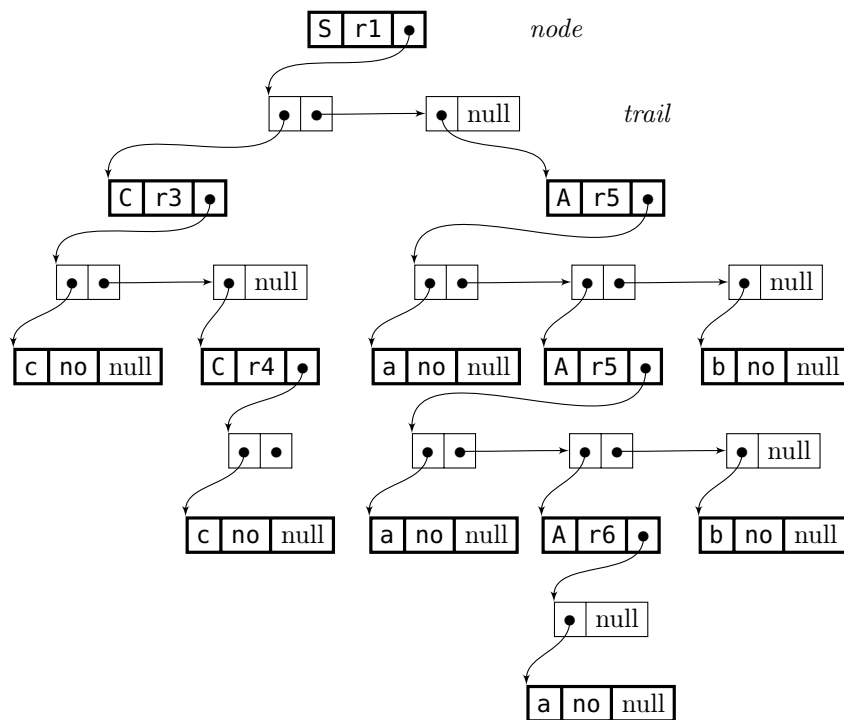 S r1 node
null trail
C r3 A r5
null null
c no null C r4 a no null A r5 b no null
null
c no null a no null A r6 b no null
null
a no null